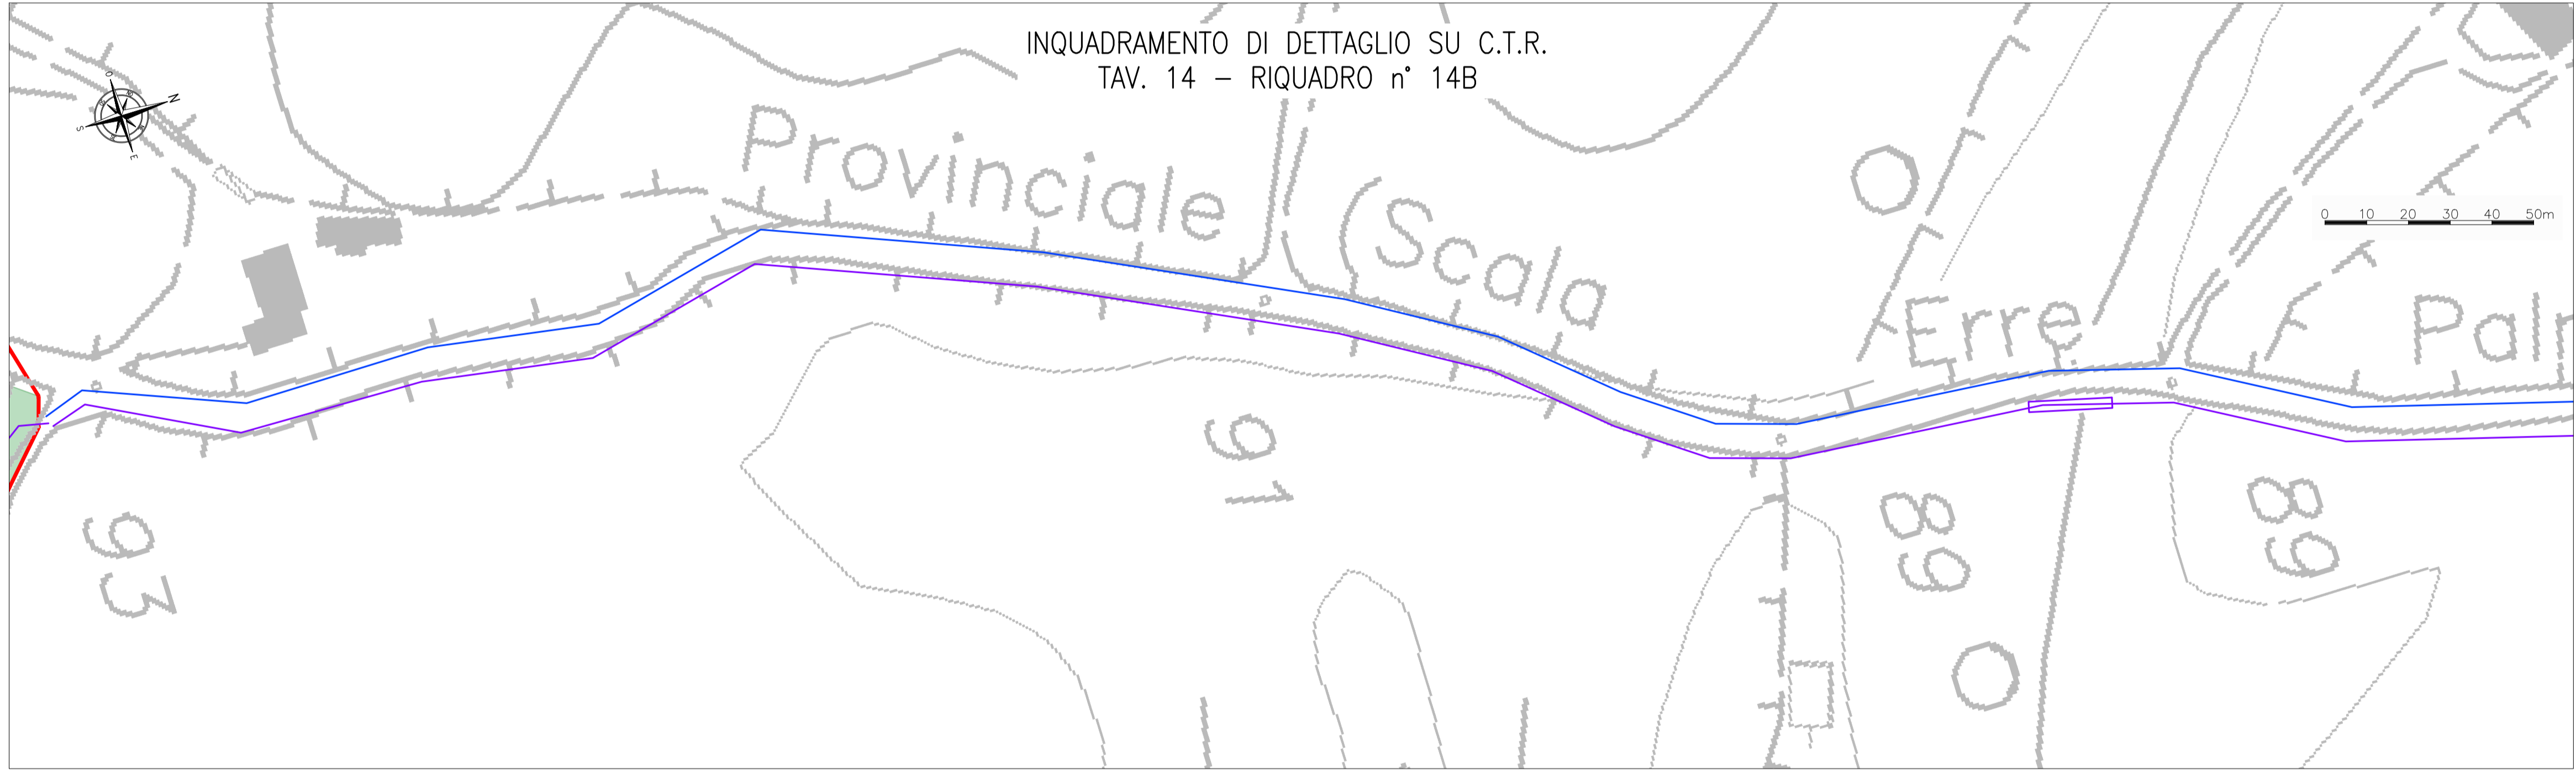 INQUADRAMENTO DI DETTAGLIO SU C.T.R.
TAV. 14 – RIQUADRO n° 14B
O
N
S
E
Provinciale (Scala
Erre.
Palr
0 10 20 30 40 50m
93
91
89
89